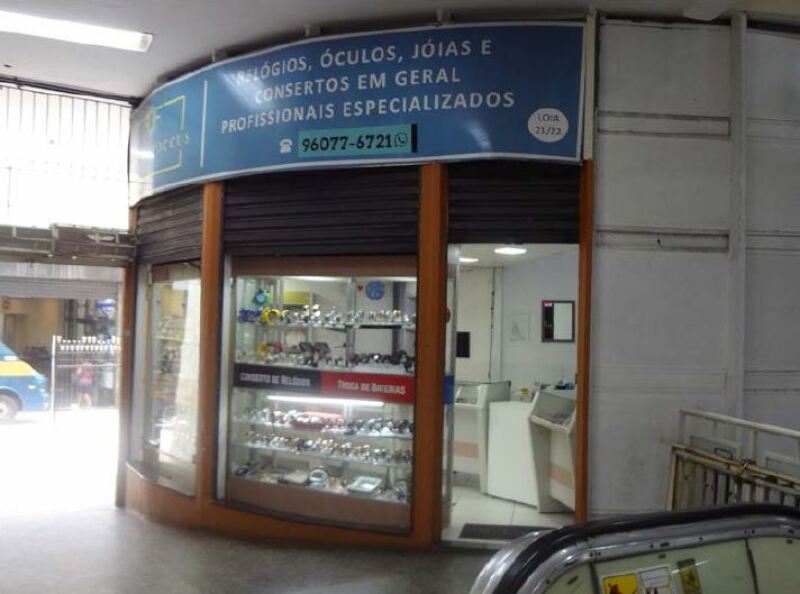 RELÓGIOS, ÓCULOS, JÓIAS E
CONSERTOS EM GERAL
PROFISSIONAIS ESPECIALIZADOS
96077-6721
LOJA
21/22
CONSERTO DE RELÓGIOS
TROCA DE BATERIAS